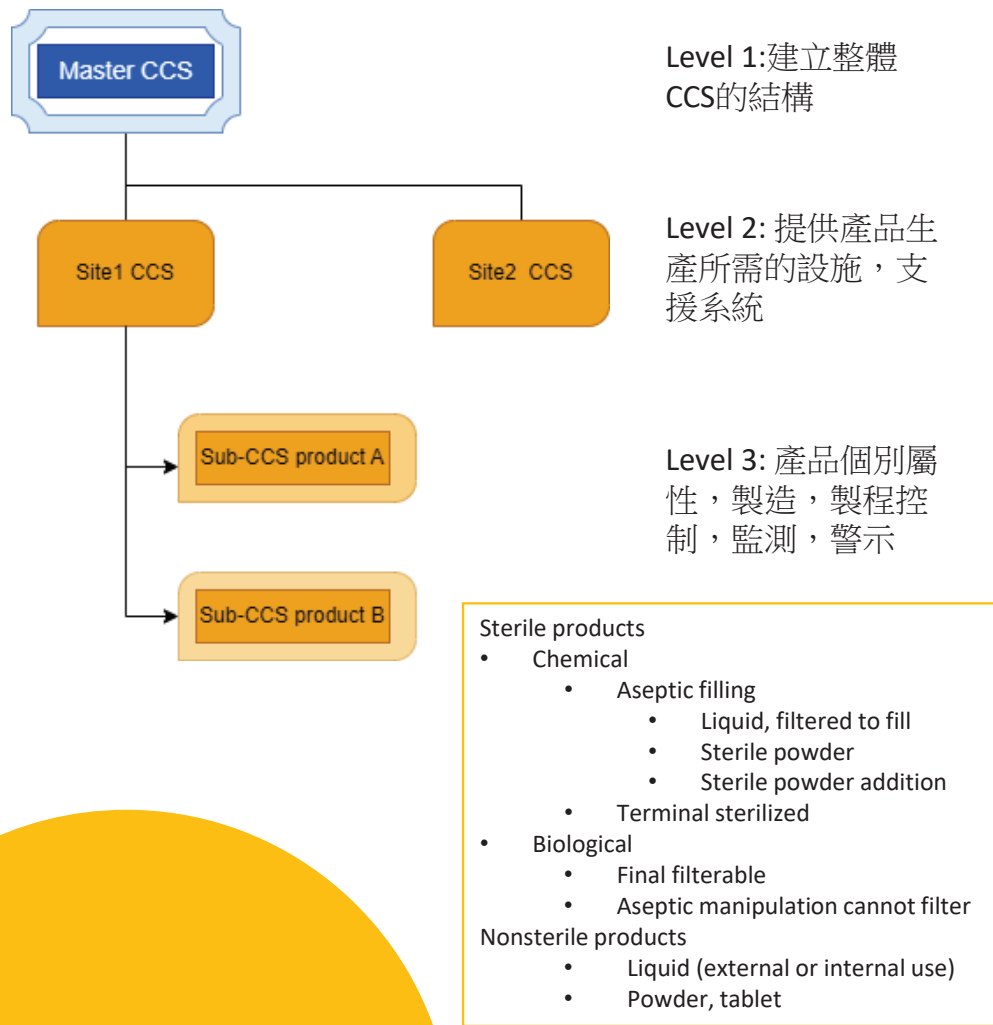 Master CCS
Level 1:建立整體
CCS的結構
Site1 CCS
Site2 CCS
Level 2: 提供產品生
產所需的設施，支
援系統
Sub-CCS product A
Level 3: 產品個別屬
性，製造，製程控
制，監測，警示
Sub-CCS product B
Sterile products
• Chemical
• Aseptic filling
• Liquid, filtered to fill
• Sterile powder
• Sterile powder addition
• Terminal sterilized
• Biological
• Final filterable
• Aseptic manipulation cannot filter
Nonsterile products
• Liquid (external or internal use)
• Powder, tablet